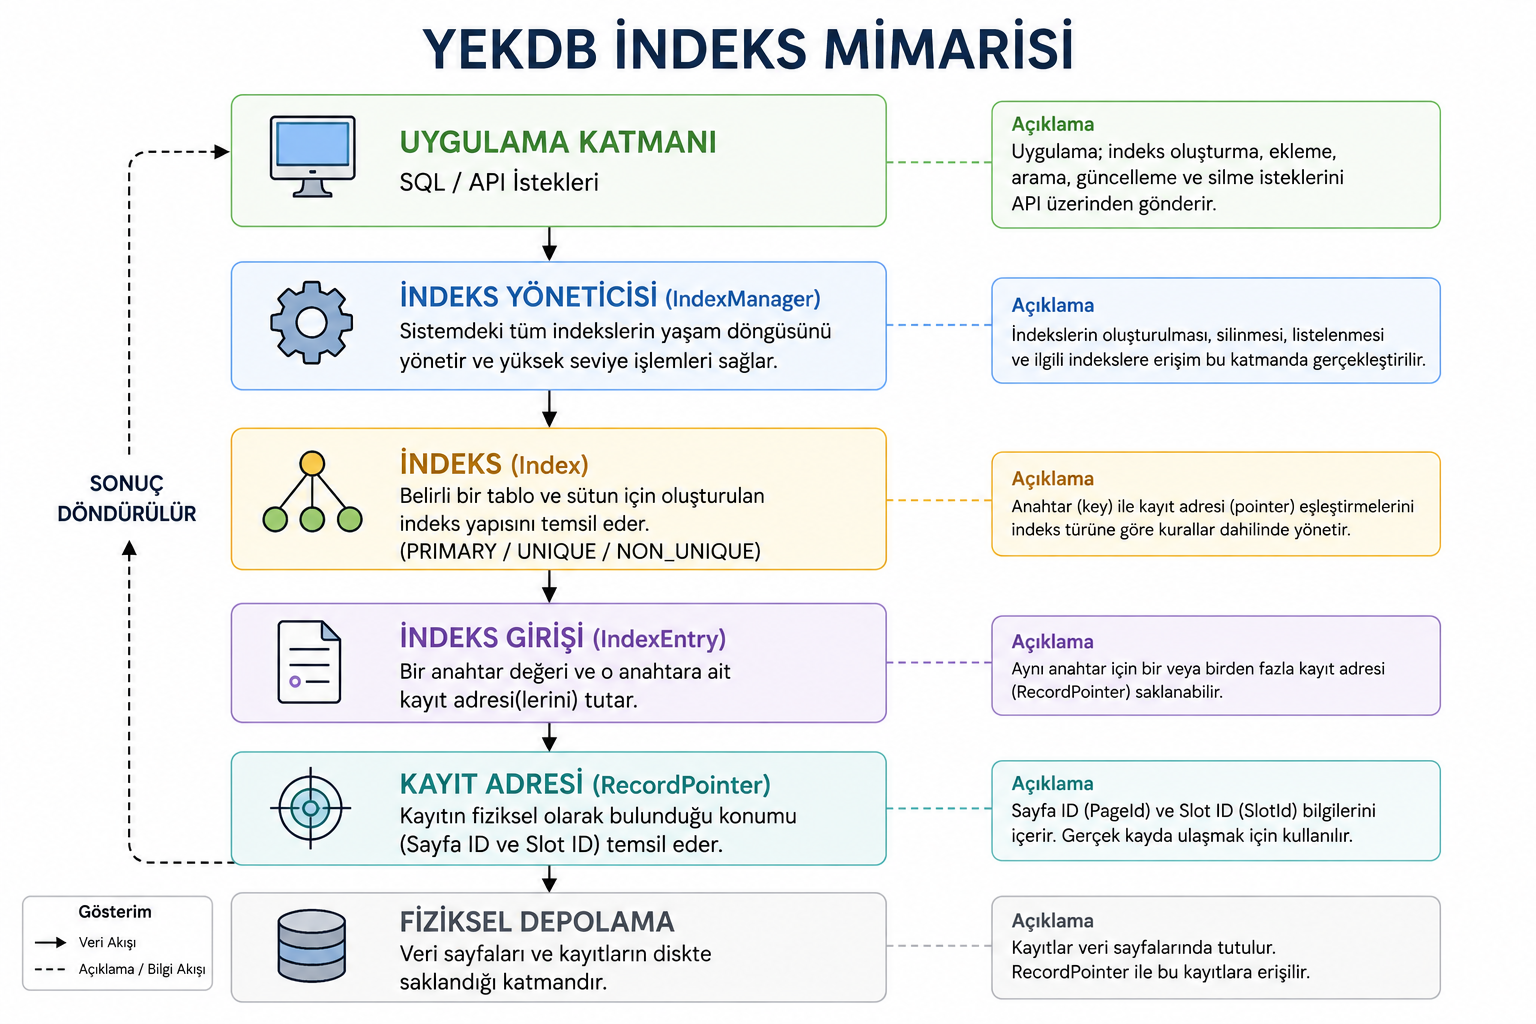 YEKDB İNDEKS MİMARİSİ
UYGULAMA KATMANI
SQL / API İstekleri
Açıklama
Uygulama; indeks oluşturma, ekleme,
arama, güncelleme ve silme isteklerini
API üzerinden gönderir.
İNDEKS YÖNETİCİSİ (IndexManager)
Sistemdeki tüm indekslerin yaşam döngüsünü
yönetir ve yüksek seviye işlemleri sağlar.
Açıklama
İndekslerin oluşturulması, silinmesi, listelenmesi
ve ilgili indekslere erişim bu katmanda gerçekleştirilir.
İNDEKS (Index)
Belirli bir tablo ve sütun için oluşturulan
indeks yapısını temsil eder.
(PRIMARY / UNIQUE / NON_UNIQUE)
Açıklama
Anahtar (key) ile kayıt adresi (pointer) eşleştirmelerini
indeks türüne göre kurallar dahilinde yönetir.
SONUÇ
DÖNDÜRÜLÜR
İNDEKS GİRİŞİ (IndexEntry)
Bir anahtar değeri ve o anahtara ait
kayıt adresi(lerini) tutar.
Açıklama
Aynı anahtar için bir veya birden fazla kayıt adresi
(RecordPointer) saklanabilir.
KAYIT ADRESİ (RecordPointer)
Kayıtın fiziksel olarak bulunduğu konumu
(Sayfa ID ve Slot ID) temsil eder.
Açıklama
Sayfa ID (PageId) ve Slot ID (SlotId) bilgilerini
içerir. Gerçek kayda ulaşmak için kullanılır.
Gösterim
Veri Akışı
Açıklama / Bilgi Akışı
FİZİKSEL DEPOLAMA
Veri sayfaları ve kayıtların diskte
saklandığı katmandır.
Açıklama
Kayıtlar veri sayfalarında tutulur.
RecordPointer ile bu kayıtlara erişilir.